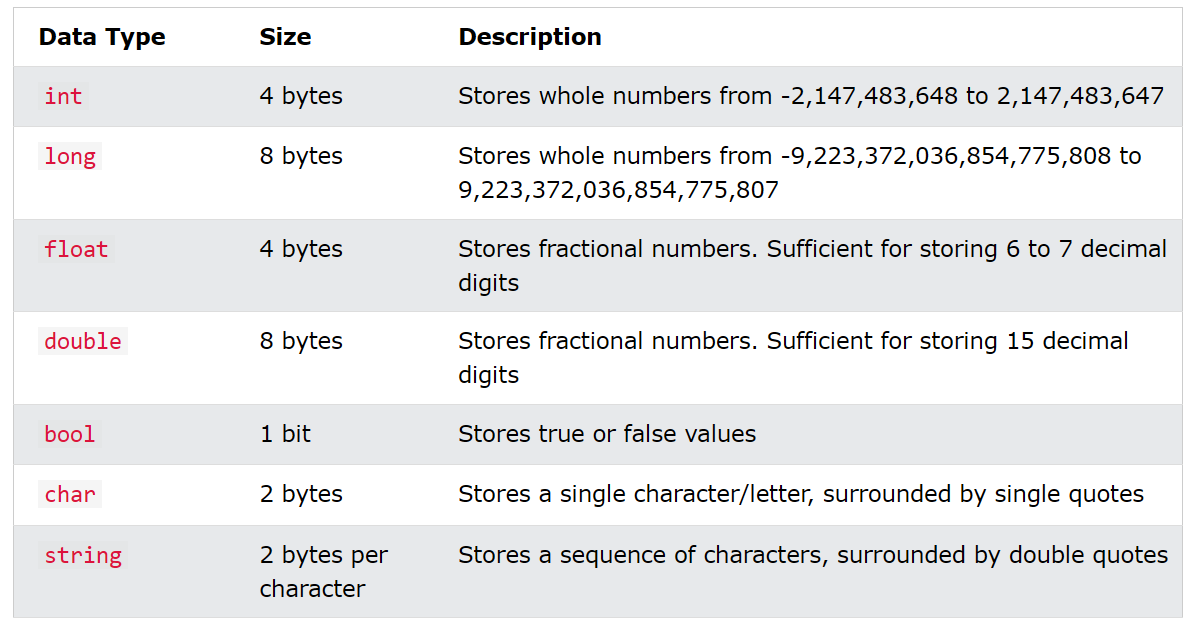 Data Type Size Description
int 4 bytes Stores whole numbers from -2,147,483,648 to 2,147,483,647
long 8 bytes Stores whole numbers from -9,223,372,036,854,775,808 to
9,223,372,036,854,775,807
float 4 bytes Stores fractional numbers. Sufficient for storing 6 to 7 decimal
digits
double 8 bytes Stores fractional numbers. Sufficient for storing 15 decimal
digits
bool 1 bit Stores true or false values
char 2 bytes Stores a single character/letter, surrounded by single quotes
string 2 bytes per Stores a sequence of characters, surrounded by double quotes
character